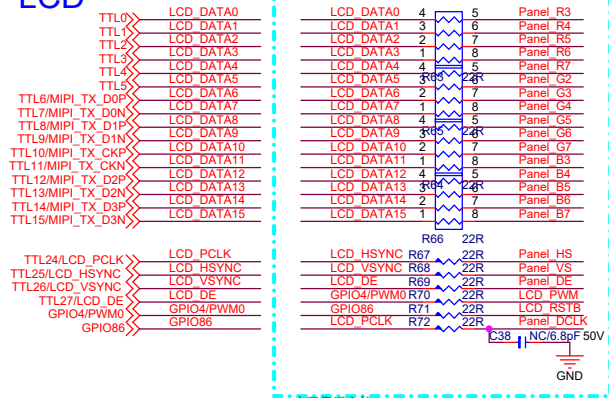 LCD
TTL0 LCD_DATA0 LCD_DATA0 4 5 Panel_R3
TTL1 LCD_DATA1 LCD_DATA1 3 6 Panel_R4
TTL2 LCD_DATA2 LCD_DATA2 2 7 Panel_R5
TTL3 LCD_DATA3 LCD_DATA3 1 8 Panel_R6
TTL4 LCD_DATA4 LCD_DATA4 4 5 Panel_R7
R63 22R
TTL5 LCD_DATA5 LCD_DATA5 3 6 Panel_G2
TTL6/MIPI_TX_D0P LCD_DATA6 LCD_DATA6 2 7 Panel_G3
TTL7/MIPI_TX_D0N LCD_DATA7 LCD_DATA7 1 8 Panel_G4
TTL8/MIPI_TX_D1P LCD_DATA8 LCD_DATA8 4 5 Panel_G5
R65 22R
TTL9/MIPI_TX_D1N LCD_DATA9 LCD_DATA9 3 6 Panel_G6
TTL10/MIPI_TX_CKP LCD_DATA10 LCD_DATA10 2 7 Panel_G7
TTL11/MIPI_TX_CKN LCD_DATA11 LCD_DATA11 1 8 Panel_B3
TTL12/MIPI_TX_D2P LCD_DATA12 LCD_DATA12 4 5 Panel_B4
R64 22R
TTL13/MIPI_TX_D2N LCD_DATA13 LCD_DATA13 3 6 Panel_B5
TTL14/MIPI_TX_D3P LCD_DATA14 LCD_DATA14 2 7 Panel_B6
TTL15/MIPI_TX_D3N LCD_DATA15 LCD_DATA15 1 8 Panel_B7
R66 22R
TTL24/LCD_PCLK LCD_PCLK LCD_HSYNC R67 22R Panel_HS
TTL25/LCD_HSYNC LCD_HSYNC LCD_VSYNC R68 22R Panel_VS
TTL26/LCD_VSYNC LCD_VSYNC LCD_DE R69 22R Panel_DE
TTL27/LCD_DE LCD_DE GPIO4/PWM0 R70 22R LCD_PWM
GPIO4/PWM0 GPIO4/PWM0 GPIO86 R71 22R LCD_RSTB
GPIO86 GPIO86 LCD_PCLK R72 22R Panel_DCLK
C38 NC/6.8pF 50V
GND